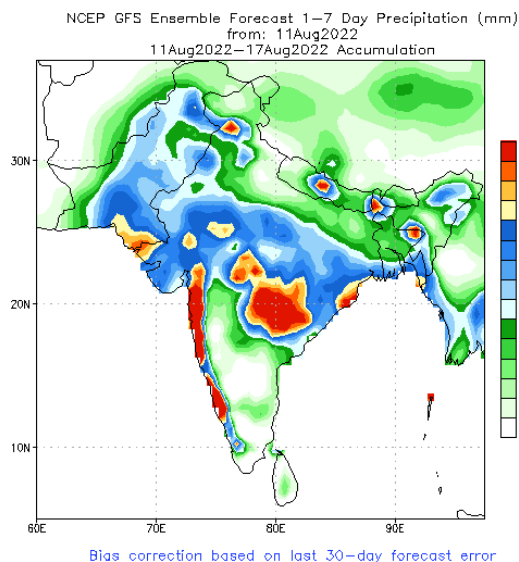 NCEP GFS Ensemble Forecast 1-7 Day Precipitation (mm)
from: 11Aug2022
11Aug2022-17Aug2022 Accumulation
30N
20N
10N
60E
70E
80E
90E
Bias correction based on last 30-day forecast error